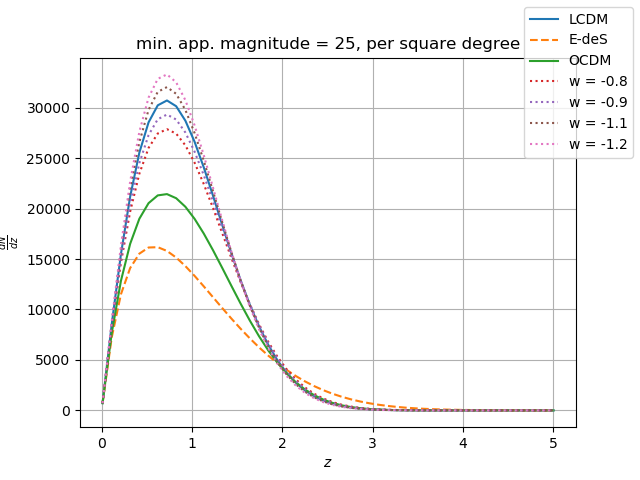 min. app. magnitude = 25, per square degree
LCDM
E-deS
OCDM
w = -0.8
w = -0.9
w = -1.1
w = -1.2
30000
25000
20000
15000
10000
5000
0
dN
dz
0 1 2 3 4 5
z